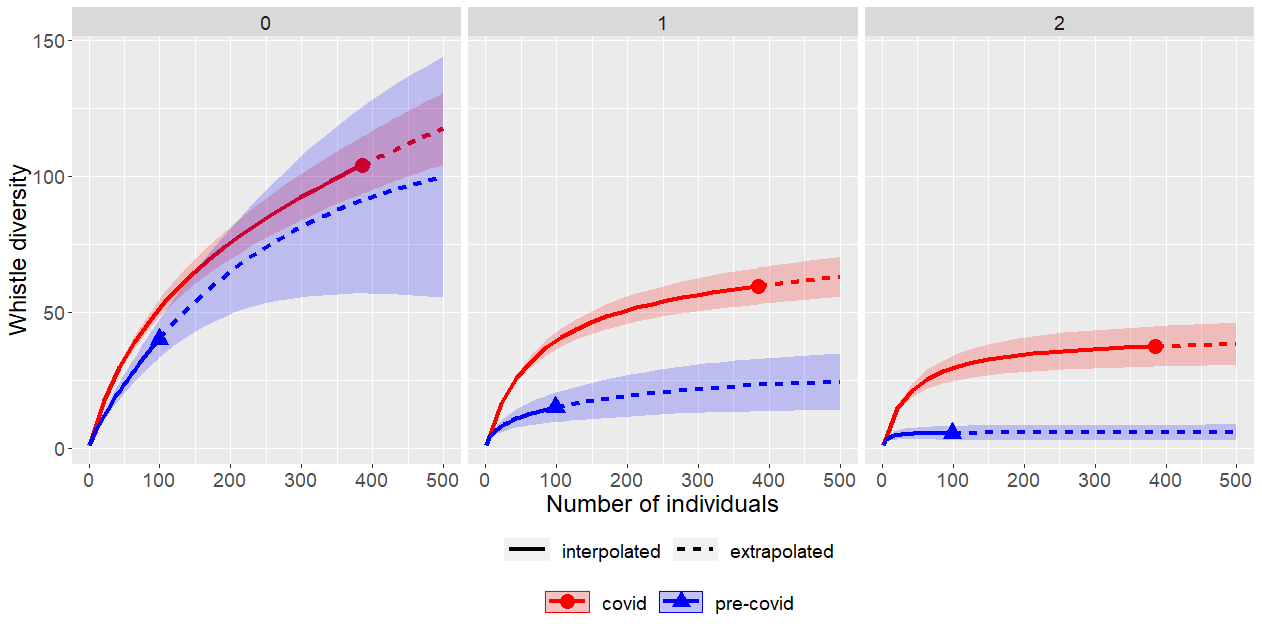 0 1 2
150
100
50
0
Whistle diversity
0 100 200 300 400 500 0 100 200 300 400 500 0 100 200 300 400 500
Number of individuals
interpolated extrapolated
covid pre-covid